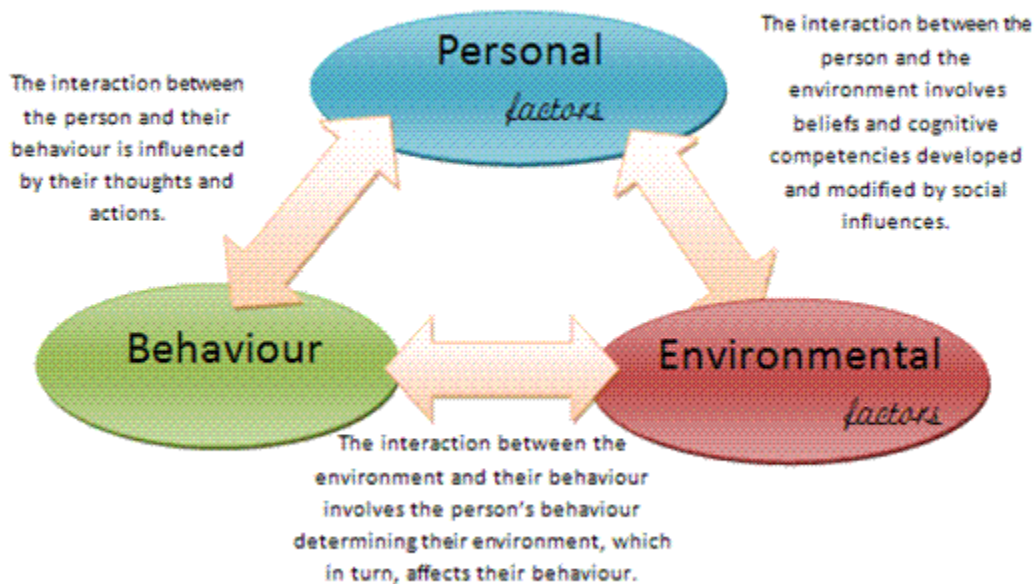 Personal
factors
The interaction between
the person and their
behaviour is influenced
by their thoughts and
actions.
The interaction between the
person and the
environment involves
beliefs and cognitive
competencies developed
and modified by social
influences.
Behaviour
Environmental
factors
The interaction between the
environment and their behaviour
involves the person's behaviour
determining their environment, which
in turn, affects their behaviour.